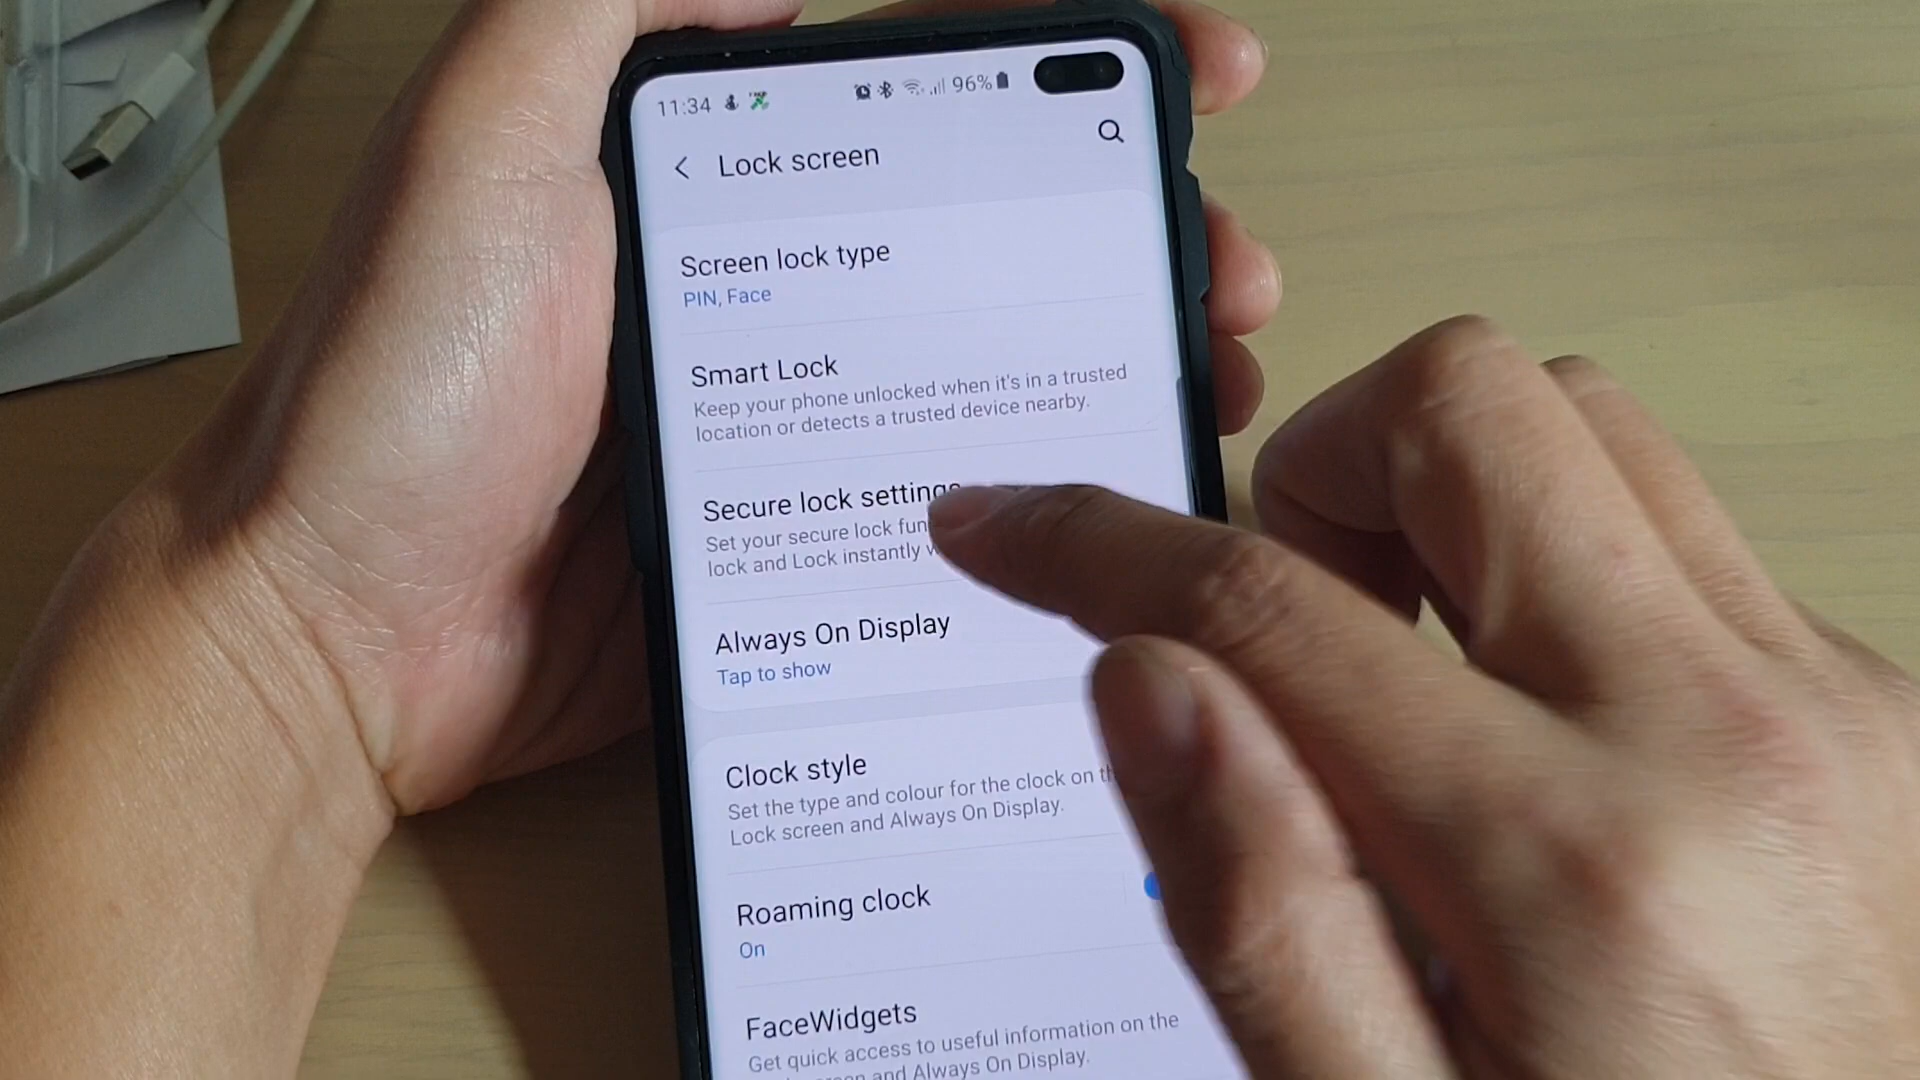 11:34 96%
Lock screen
Screen lock type
PIN, Face
Smart Lock
Keep your phone unlocked when it's in a trusted
location or detects a trusted device nearby.
Secure lock settings
Set your secure lock
lock and Lock instantly
Always On Display
Tap to show
Clock style
Set the type and colour for the clock on
Lock screen and Always On Display.
Roaming clock
On
FaceWidgets
Get quick access to useful information on the
and Always On Display.